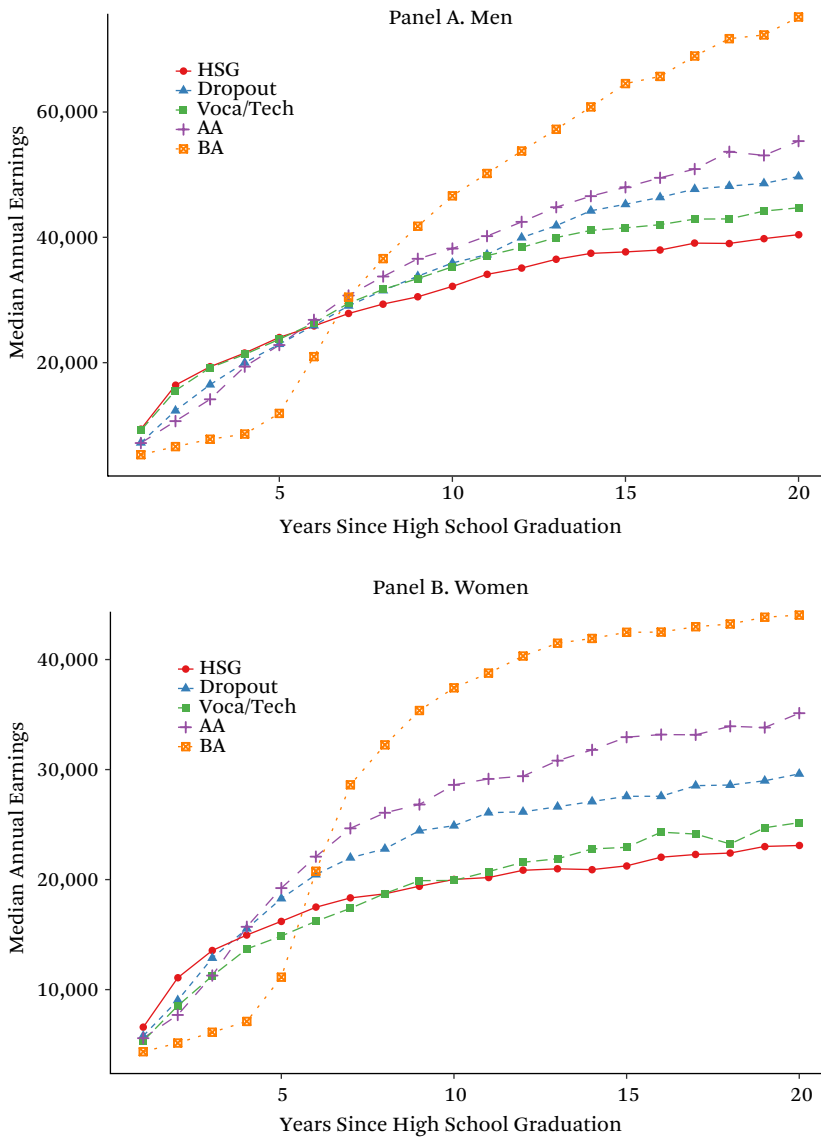 Panel A. Men
HSG
Dropout
Voca/Tech
AA
BA
60,000
40,000
20,000
Median Annual Earnings
5 10 15 20
Years Since High School Graduation
Panel B. Women
HSG
Dropout
Voca/Tech
AA
BA
40,000
30,000
20,000
10,000
Median Annual Earnings
5 10 15 20
Years Since High School Graduation